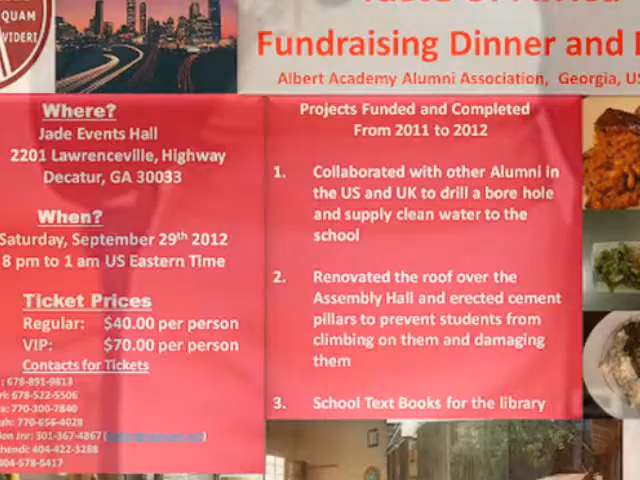 QUAM
VIDERI
Fundraising Dinner and
Albert Academy Alumni Association, Georgia, US
Where?
Jade Events Hall
2201 Lawrenceville, Highway
Decatur, GA 30033
When?
Saturday, September 29th 2012
8 pm to 1 am US Eastern Time
Ticket Prices
Regular: $40.00 per person
VIP: $70.00 per person
Contacts for Tickets
: 678-891-9813
ri: 678-522-5506
a: 770-300-7840
ah: 770-656-4028
on Jnr: 301-367-4867
hendi: 404-422-3288
404-578-5417
Projects Funded and Completed
From 2011 to 2012
1. Collaborated with other Alumni in
the US and UK to drill a bore hole
and supply clean water to the
school
2. Renovated the roof over the
Assembly Hall and erected cement
pillars to prevent students from
climbing on them and damaging
them
3. School Text Books for the library